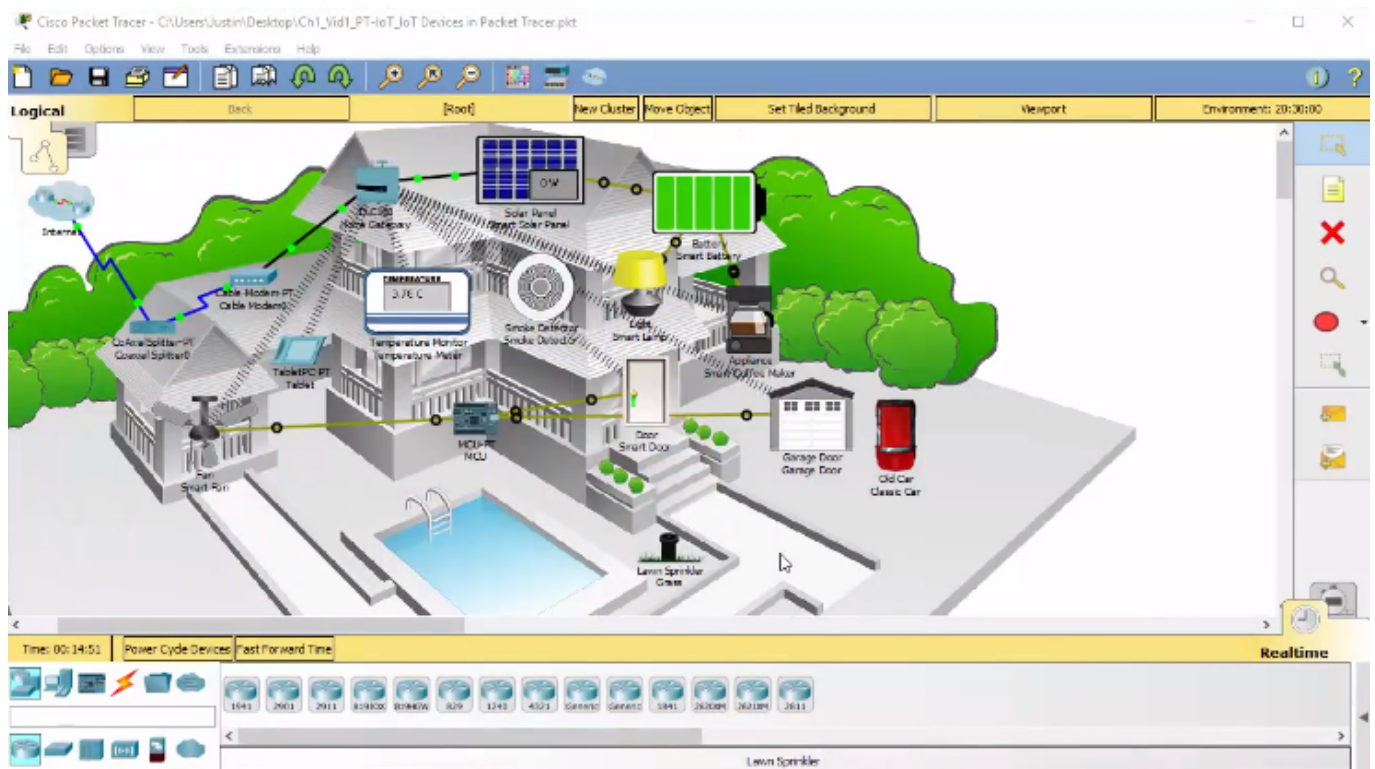 Cisco Packet Tracer - C:\Users\Justin\Desktop\Ch1_Vid1_PT-IoT_IoT Devices in Packet Tracer.pkt
File Edit Options View Tools Extensions Help
Logical
Back
[Root]
New Cluster
Move Object
Set Tiled Background
Viewport
Environment: 20:30:00
Internet
0 W
Solar Panel
Smart Solar Panel
Battery
Smart Battery
Cable-Modem-PT
Cable Modem0
3.76 C
Temperature Monitor
Temperature Meter
Smoke Detector
Smoke Detector
Light
Smart Lamp
CoAxialSplitter-PT
Coaxial Splitter0
TabletPC-PT
Tablet
Appliance
Smart Coffee Maker
MCU-PT
MCU
Door
Smart Door
Garage Door
Garage Door
Old Car
Classic Car
Fan
Smart Fan
Lawn Sprinkler
Grass
Time: 00:14:51
Power Cycle Devices
Fast Forward Time
Realtime
1941 2901 2911 819IOX 819HGW 829 1240 4321 Generic Generic 1841 2620XM 2621XM 2811
Lawn Sprinkler